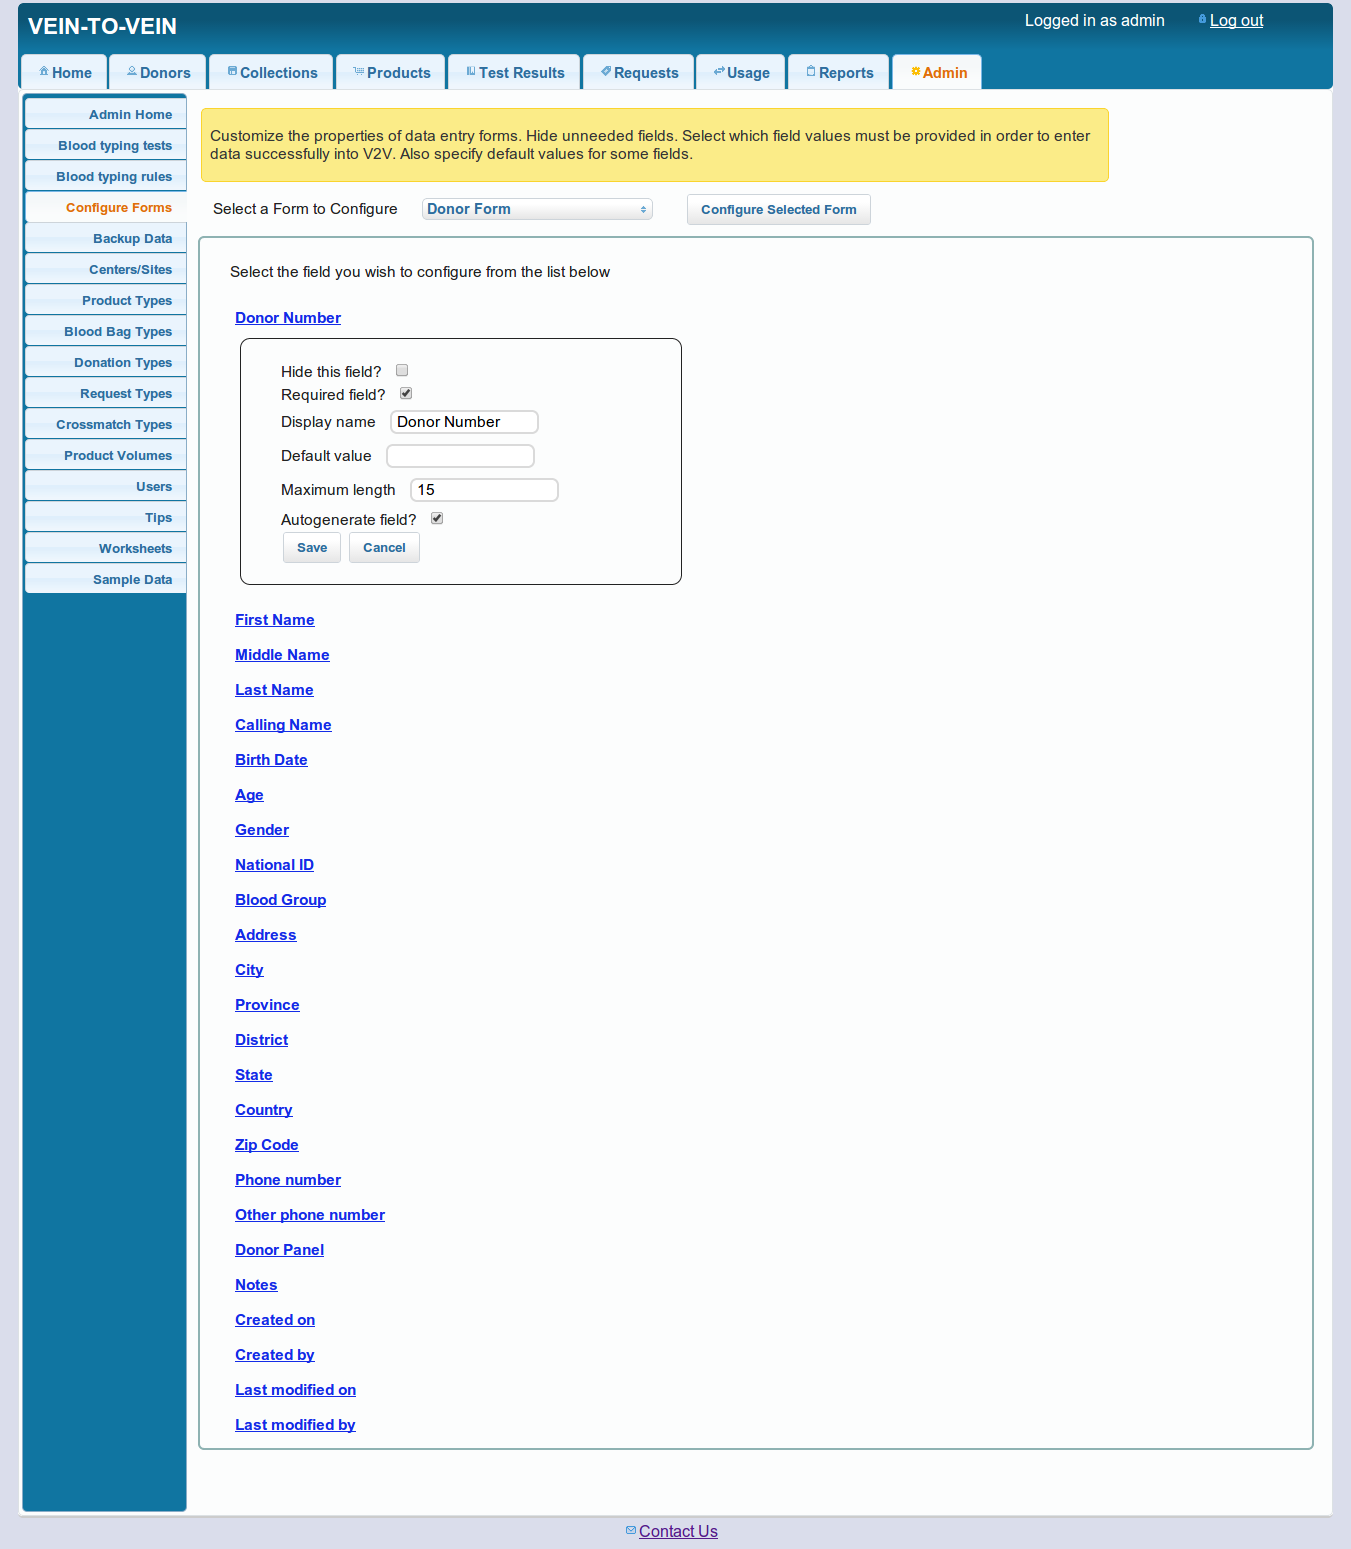 VEIN-TO-VEIN
Logged in as admin
Log out
Home
Donors
Collections
Products
Test Results
Requests
Usage
Reports
Admin
Admin Home
Blood typing tests
Blood typing rules
Configure Forms
Backup Data
Centers/Sites
Product Types
Blood Bag Types
Donation Types
Request Types
Crossmatch Types
Product Volumes
Users
Tips
Worksheets
Sample Data
Customize the properties of data entry forms. Hide unneeded fields. Select which field values must be provided in order to enter
data successfully into V2V. Also specify default values for some fields.
Select a Form to Configure
Donor Form
Configure Selected Form
Select the field you wish to configure from the list below
Donor Number
Hide this field?
Required field?
Display name Donor Number
Default value
Maximum length 15
Autogenerate field?
Save Cancel
First Name
Middle Name
Last Name
Calling Name
Birth Date
Age
Gender
National ID
Blood Group
Address
City
Province
District
State
Country
Zip Code
Phone number
Other phone number
Donor Panel
Notes
Created on
Created by
Last modified on
Last modified by
Contact Us